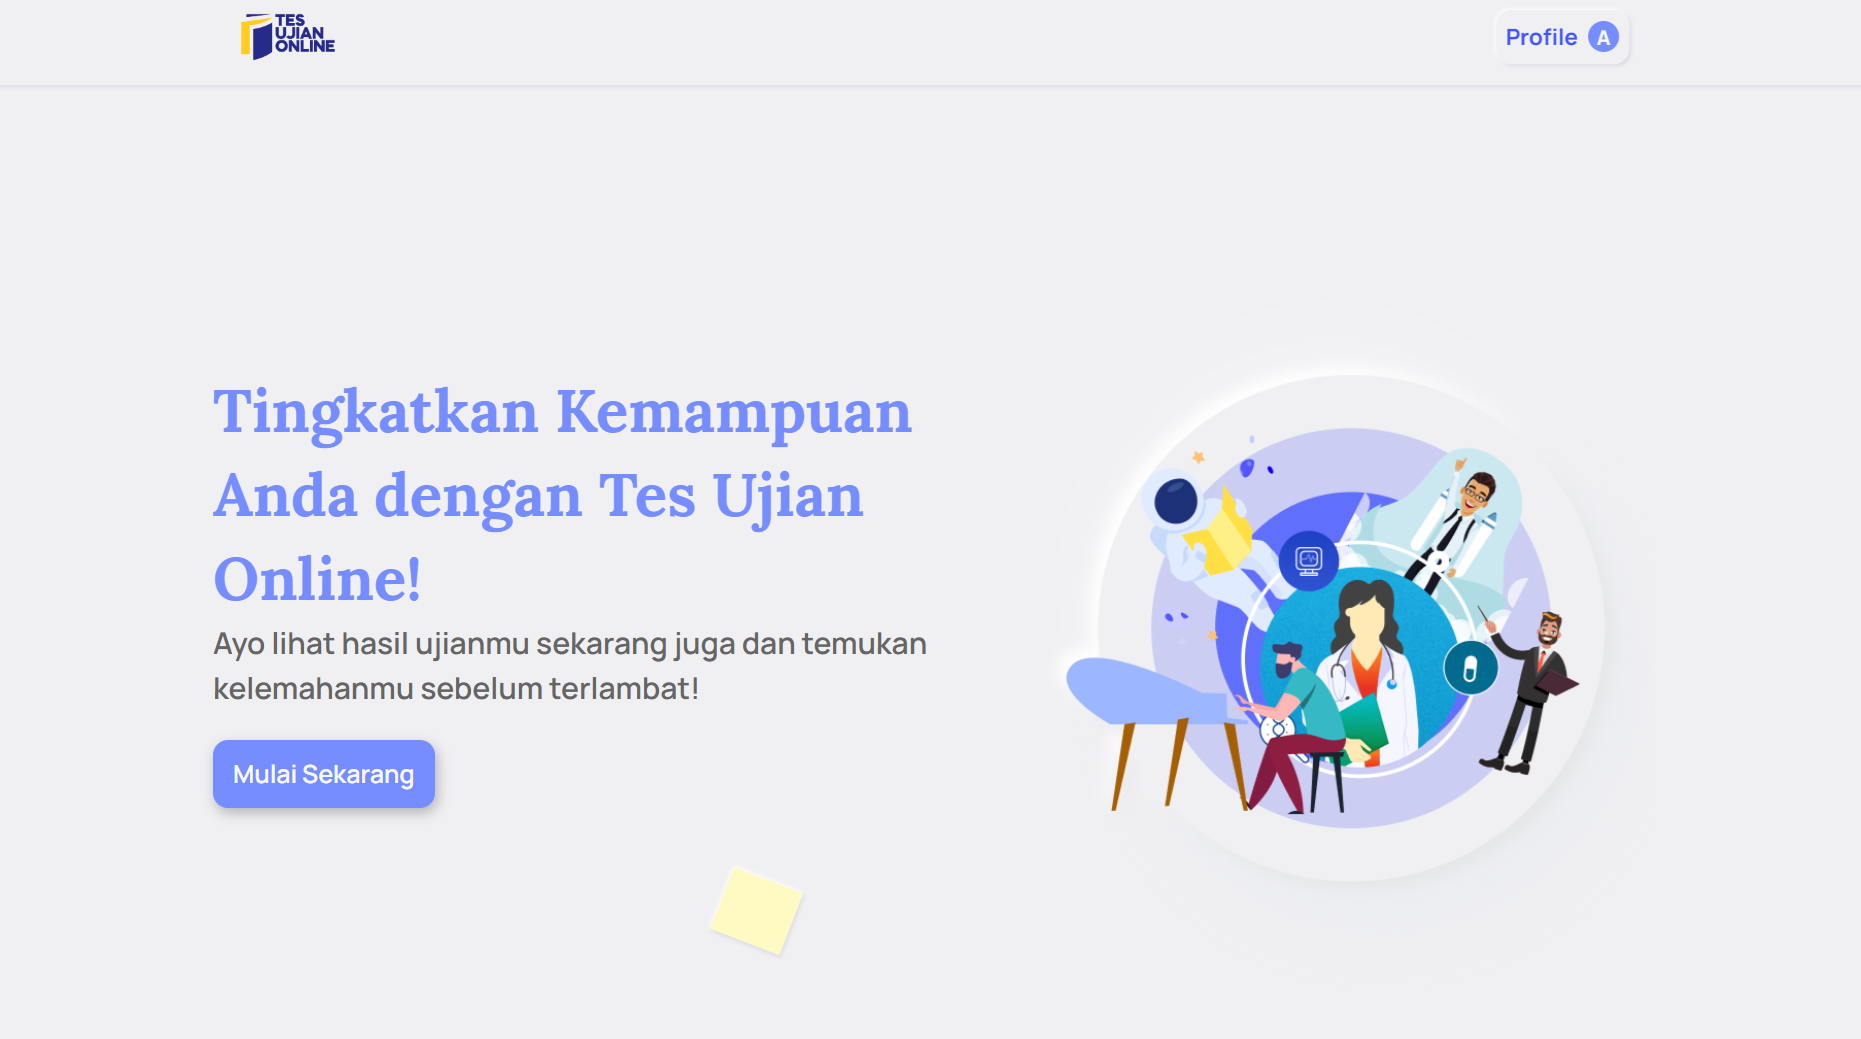 TES
UJIAN
ONLINE
Profile A
Tingkatkan Kemampuan
Anda dengan Tes Ujian
Online!
Ayo lihat hasil ujianmu sekarang juga dan temukan
kelemahanmu sebelum terlambat!
Mulai Sekarang